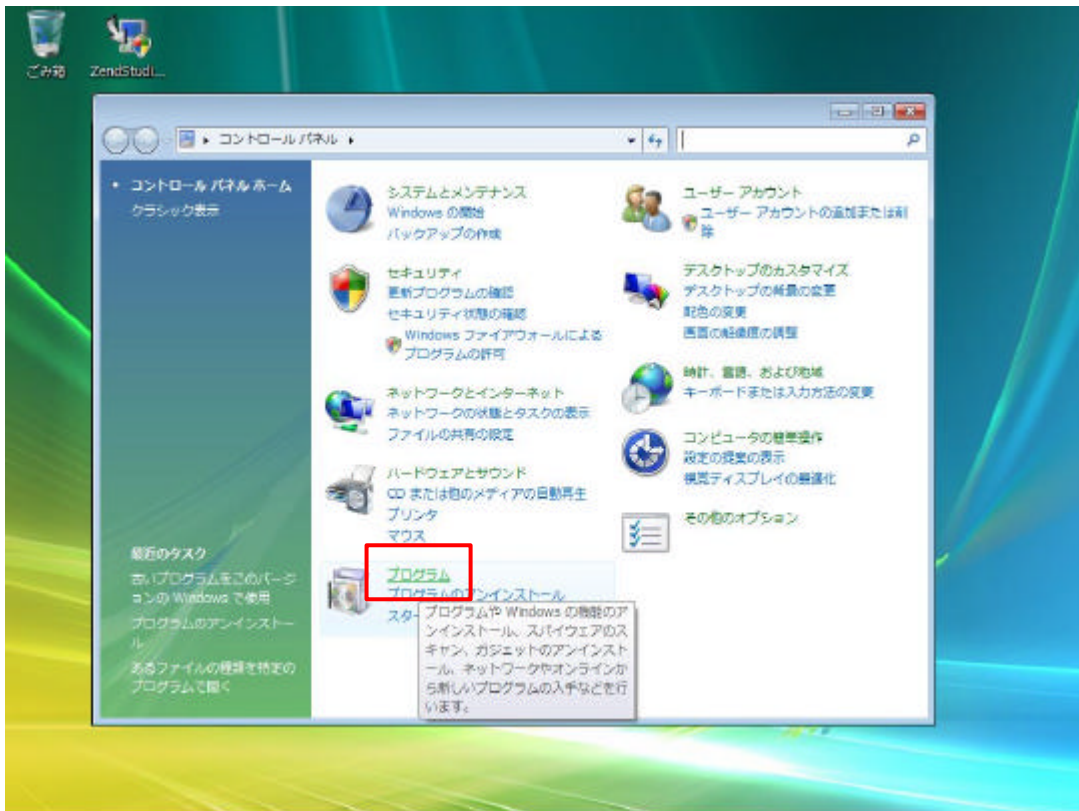 ごみ箱
ZendStudi...
コントロール パネル
コントロール パネル ホーム
クラシック表示
システムとメンテナンス
Windows の開始
バックアップの作成
セキュリティ
更新プログラムの確認
セキュリティ状態の確認
Windows ファイアウォールによる
プログラムの許可
ネットワークとインターネット
ネットワークの状態とタスクの表示
ファイルの共有の設定
ハードウェアとサウンド
CD または他のメディアの自動再生
プリンタ
マウス
プログラム
プログラムのアンインストール
スター
プログラムや Windows の機能のア
ンインストール、スパイウェアのス
キャン、ガジェットのアンインスト
ール、ネットワークやオンラインか
ら新しいプログラムの入手などを行
います。
ユーザー アカウント
ユーザー アカウントの追加または削
除
デスクトップのカスタマイズ
デスクトップの背景の変更
配色の変更
画面の解像度の調整
時計、言語、および地域
キーボードまたは入力方法の変更
コンピュータの簡単操作
設定の提案の表示
視覚ディスプレイの最適化
その他のオプション
最近のタスク
古いプログラムをこのバージ
ョンの Windows で使用
プログラムのアンインストー
ル
あるファイルの種類を特定の
プログラムで開く